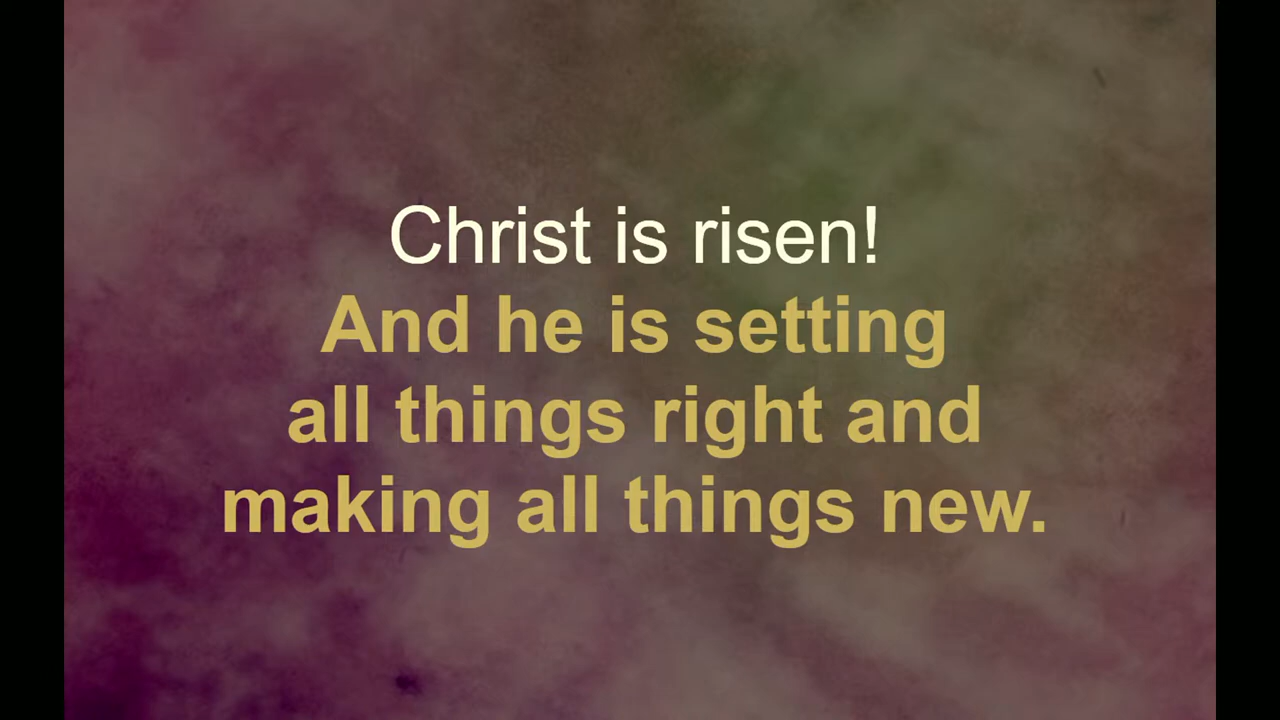 Christ is risen!
And he is setting
all things right and
making all things new.